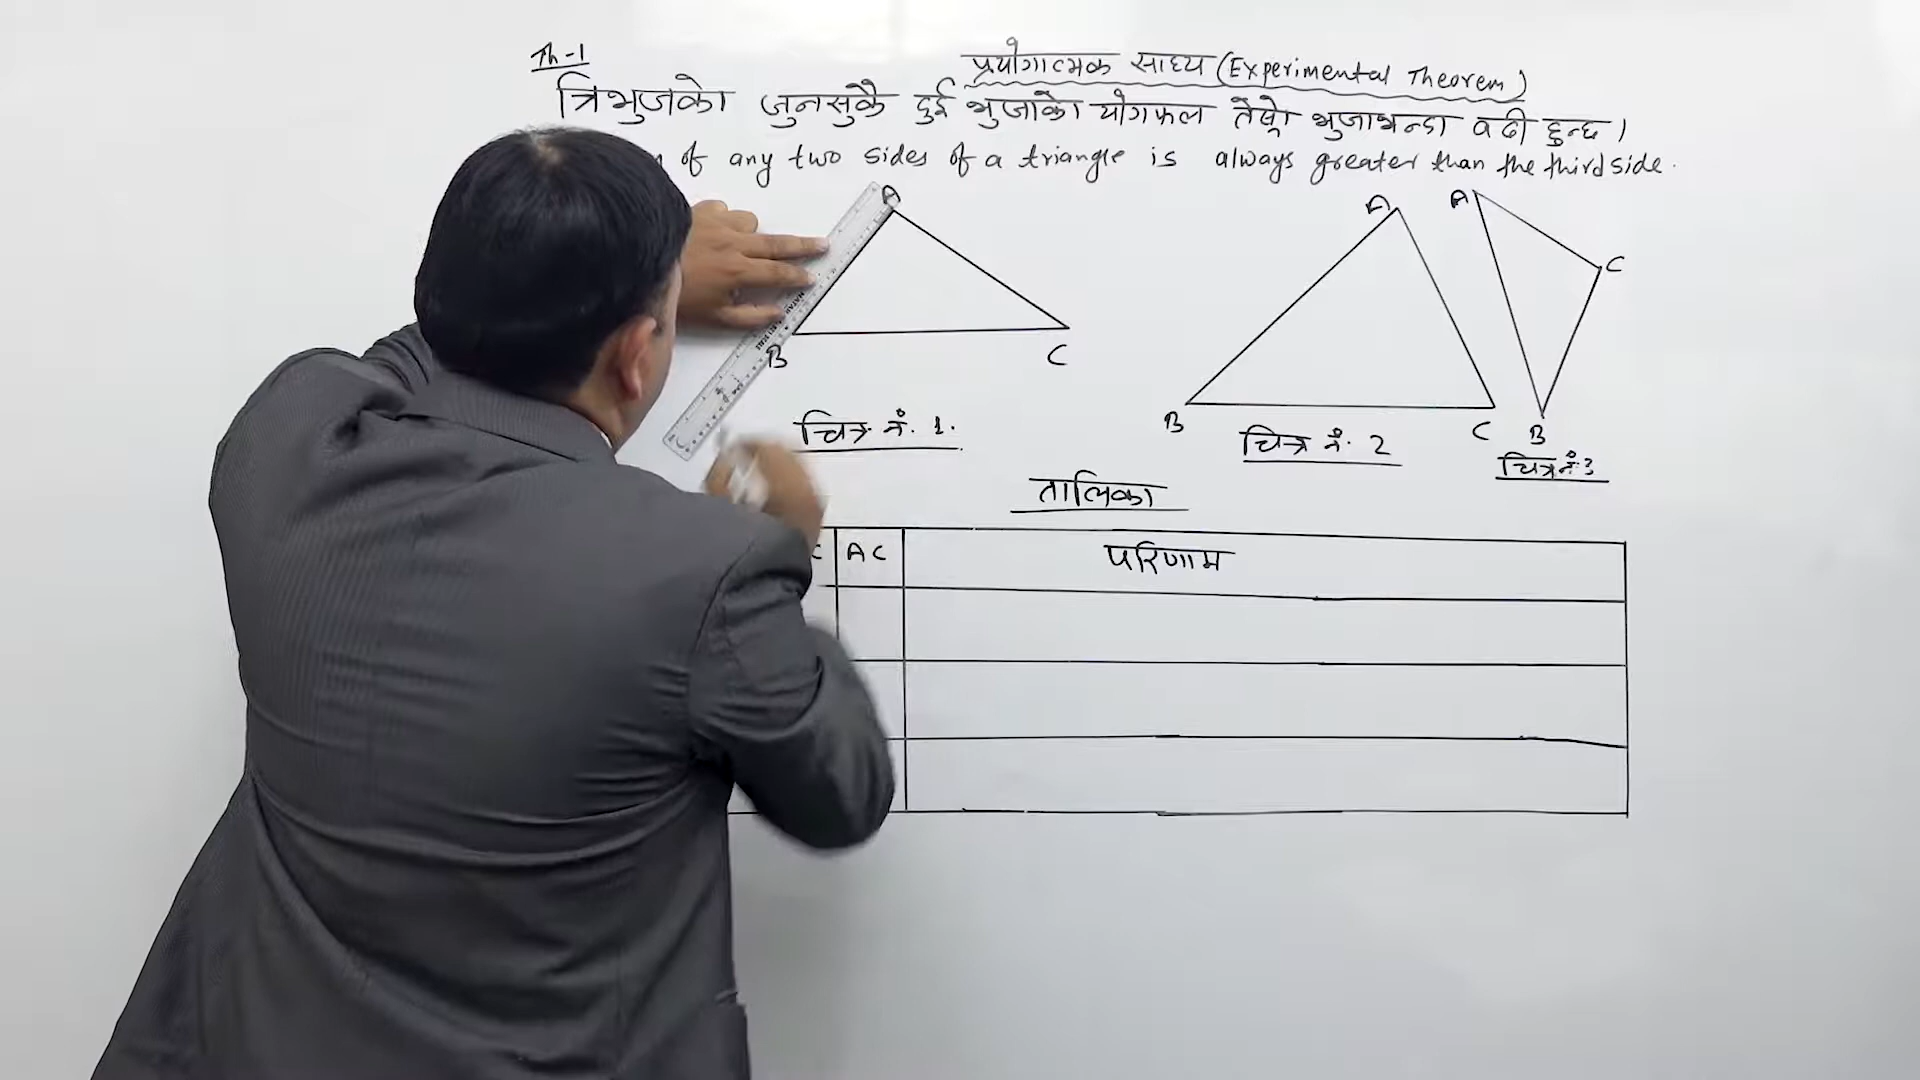 Th-1
प्रयोगात्मक साध्य (Experimental Theorem)
त्रिभुजको जुनसुकै दुई भुजाको योगफल तेस्रो भुजाभन्दा बढी हुन्छ।
of any two sides of a triangle is always greater than the third side.
A
B
C
चित्र नं. 1.
A
B
C
चित्र नं. 2
A
C
B
चित्र नं. 3
तालिका
C
AC
परिणाम